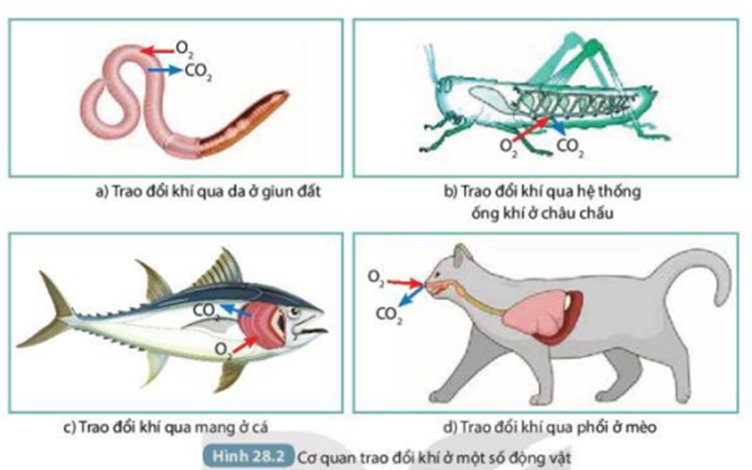 O₂
CO₂
O₂
CO₂
a) Trao đổi khí qua da ở giun đất
b) Trao đổi khí qua hệ thống
ống khí ở châu chấu
CO₂
O₂
O₂
CO₂
c) Trao đổi khí qua mang ở cá
d) Trao đổi khí qua phổi ở mèo
Hình 28.2 Cơ quan trao đổi khí ở một số động vật